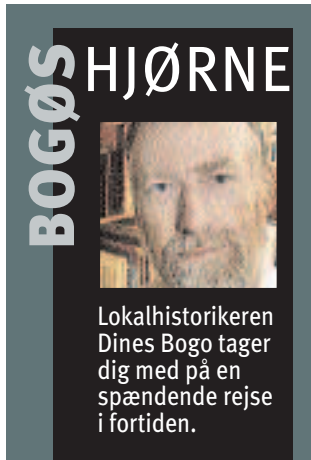 BOGØS
HJØRNE
Lokalhistorikeren
Dines Bogo tager
dig med på en
spændende rejse
i fortiden.